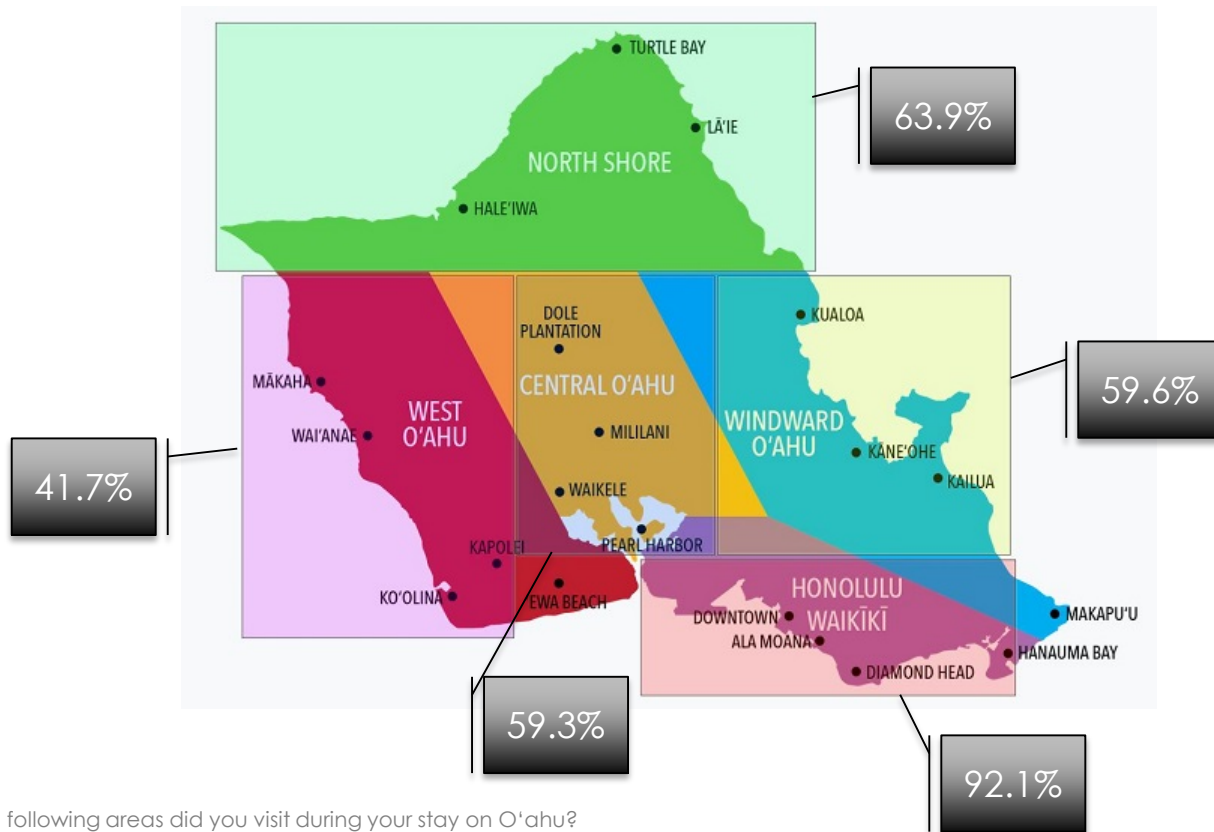 TURTLE BAY
63.9%
LĀ‘IE
NORTH SHORE
HALE‘IWA
DOLE
PLANTATION
KUALOA
59.6%
MĀKAHA
CENTRAL O‘AHU
WEST
O‘AHU
WINDWARD
O‘AHU
WAI‘ANAE
MILILANI
KĀNE‘OHE
KAILUA
41.7%
WAIKELE
PEARL HARBOR
KAPOLEI
KO‘OLINA
EWA BEACH
HONOLULU
WAIKĪKĪ
DOWNTOWN
ALA MOANA
MAKAPU‘U
HANAUMA BAY
DIAMOND HEAD
59.3%
92.1%
following areas did you visit during your stay on O‘ahu?